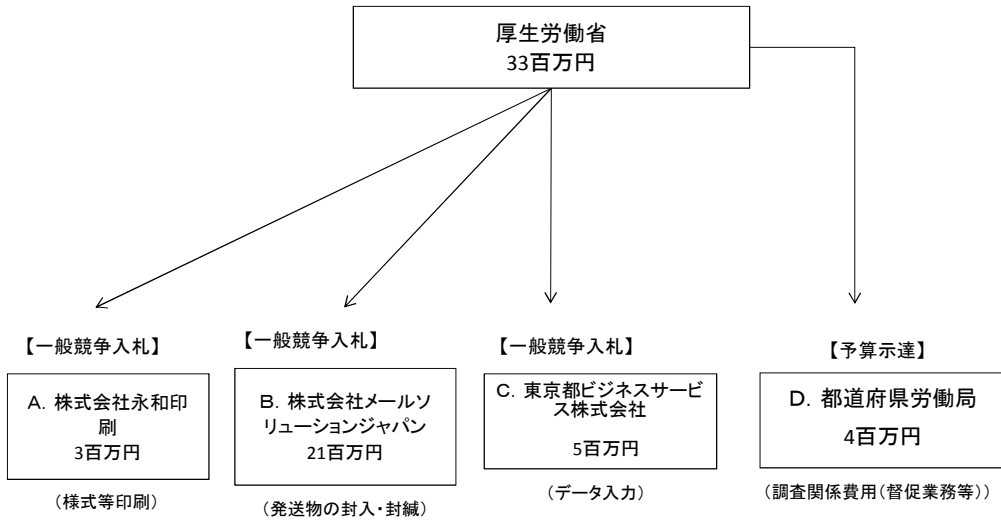 厚生労働省
33百万円
【一般競争入札】
【一般競争入札】
【一般競争入札】
【予算示達】
A. 株式会社永和印
刷
3百万円
B. 株式会社メールソ
リューションジャパン
21百万円
C. 東京都ビジネスサービ
ス株式会社
5百万円
D. 都道府県労働局
4百万円
（様式等印刷）
（発送物の封入・封緘）
（データ入力）
（調査関係費用（督促業務等））